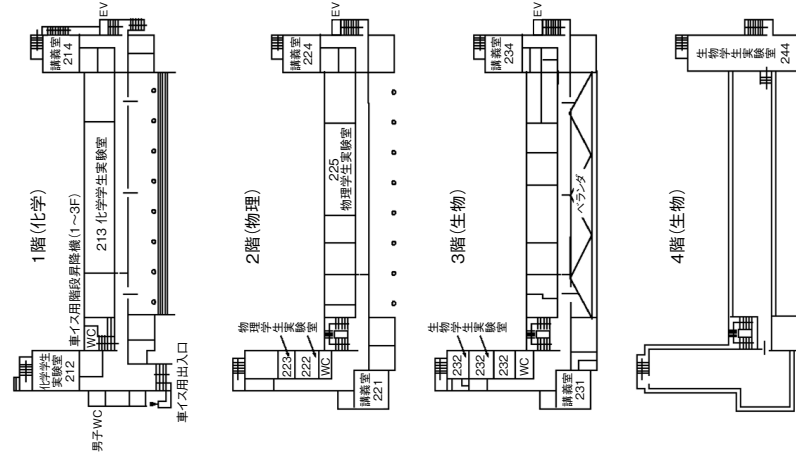 1階(化学)
EV
講義室
214
213 化学学生実験室
車イス用階段昇降機(1~3F)
WC
化学学生
実験室
212
男子WC
車イス用出入口
2階(物理)
EV
講義室
224
225
物理学生実験室
物理
学生
実験室
223
222
WC
講義室
221
3階(生物)
EV
講義室
234
ベランダ
生物
学生
実験室
232
232
232
WC
講義室
231
4階(生物)
生物学生実験
室
244